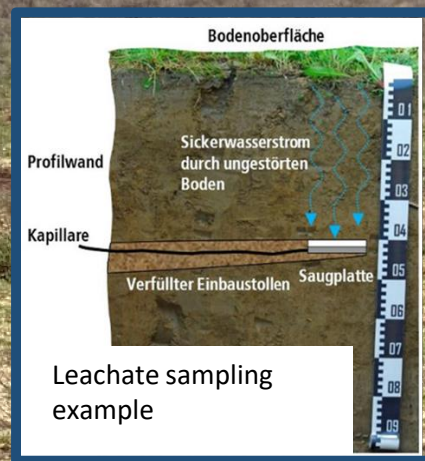 Bodenoberfläche
Sickerwasserstrom
durch ungestörten
Boden
Profilwand
Kapillare
Saugplatte
Verfüllter Einbaustollen
01
02
03
04
05
06
07
08
09
Leachate sampling
example